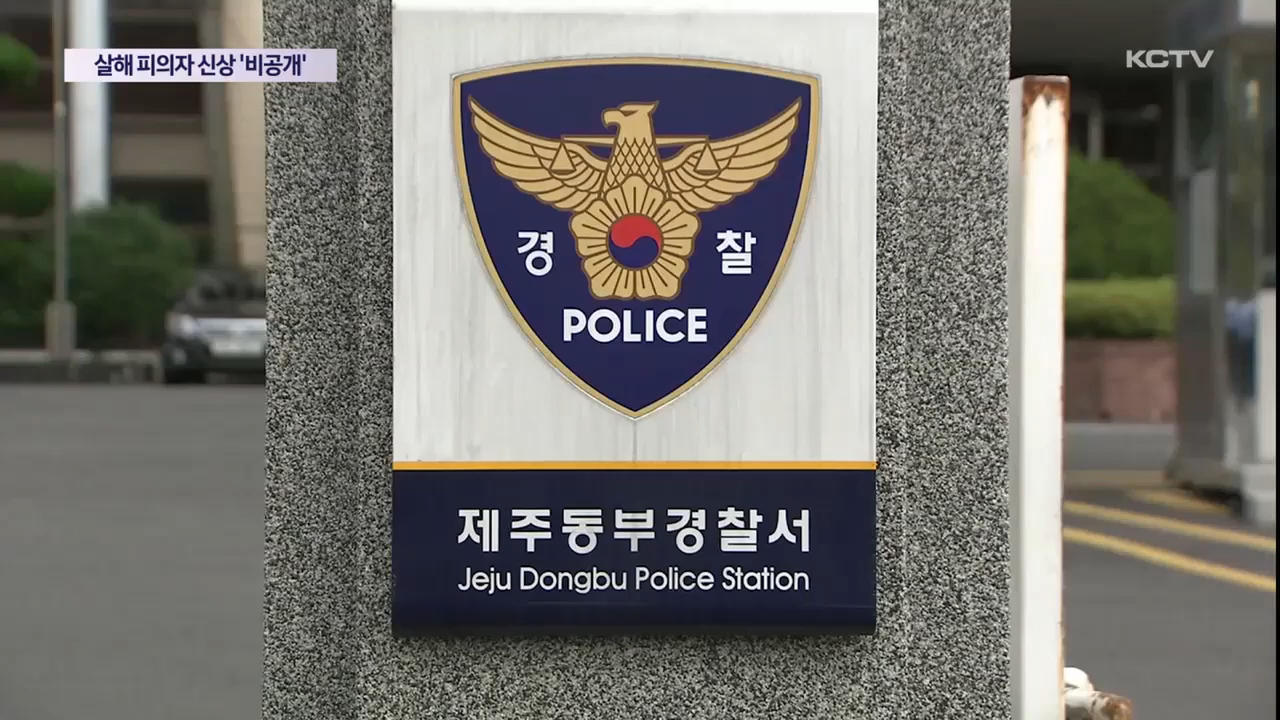 살해 피의자 신상 '비공개'
KCTV
경 찰
POLICE
제주동부경찰서
Jeju Dongbu Police Station